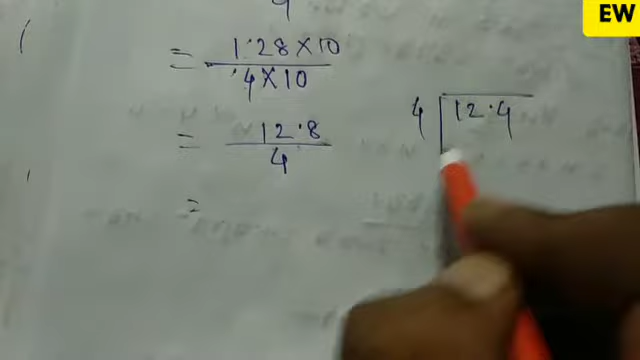 EW
= 1.28 × 10
.4 × 10
= 12.8
4
4 12.4
=